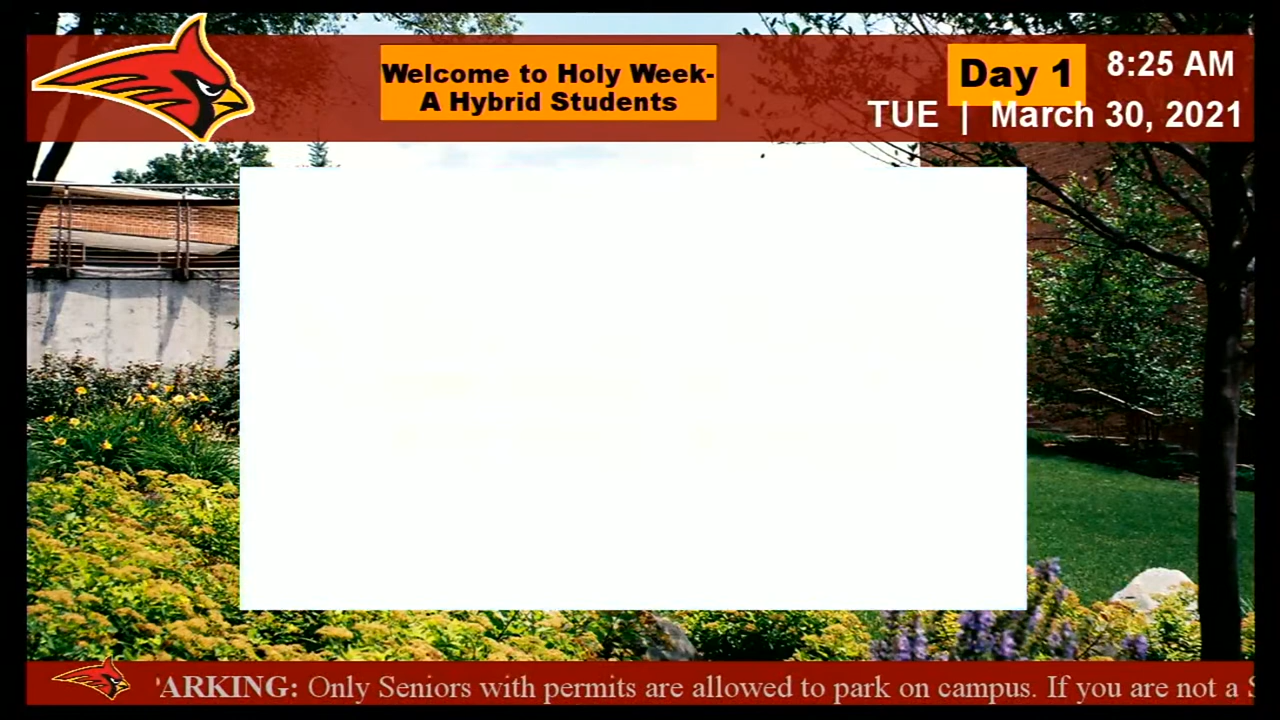 Welcome to Holy Week-
A Hybrid Students
Day 1
8:25 AM
TUE | March 30, 2021
ARKING: Only Seniors with permits are allowed to park on campus. If you are not a